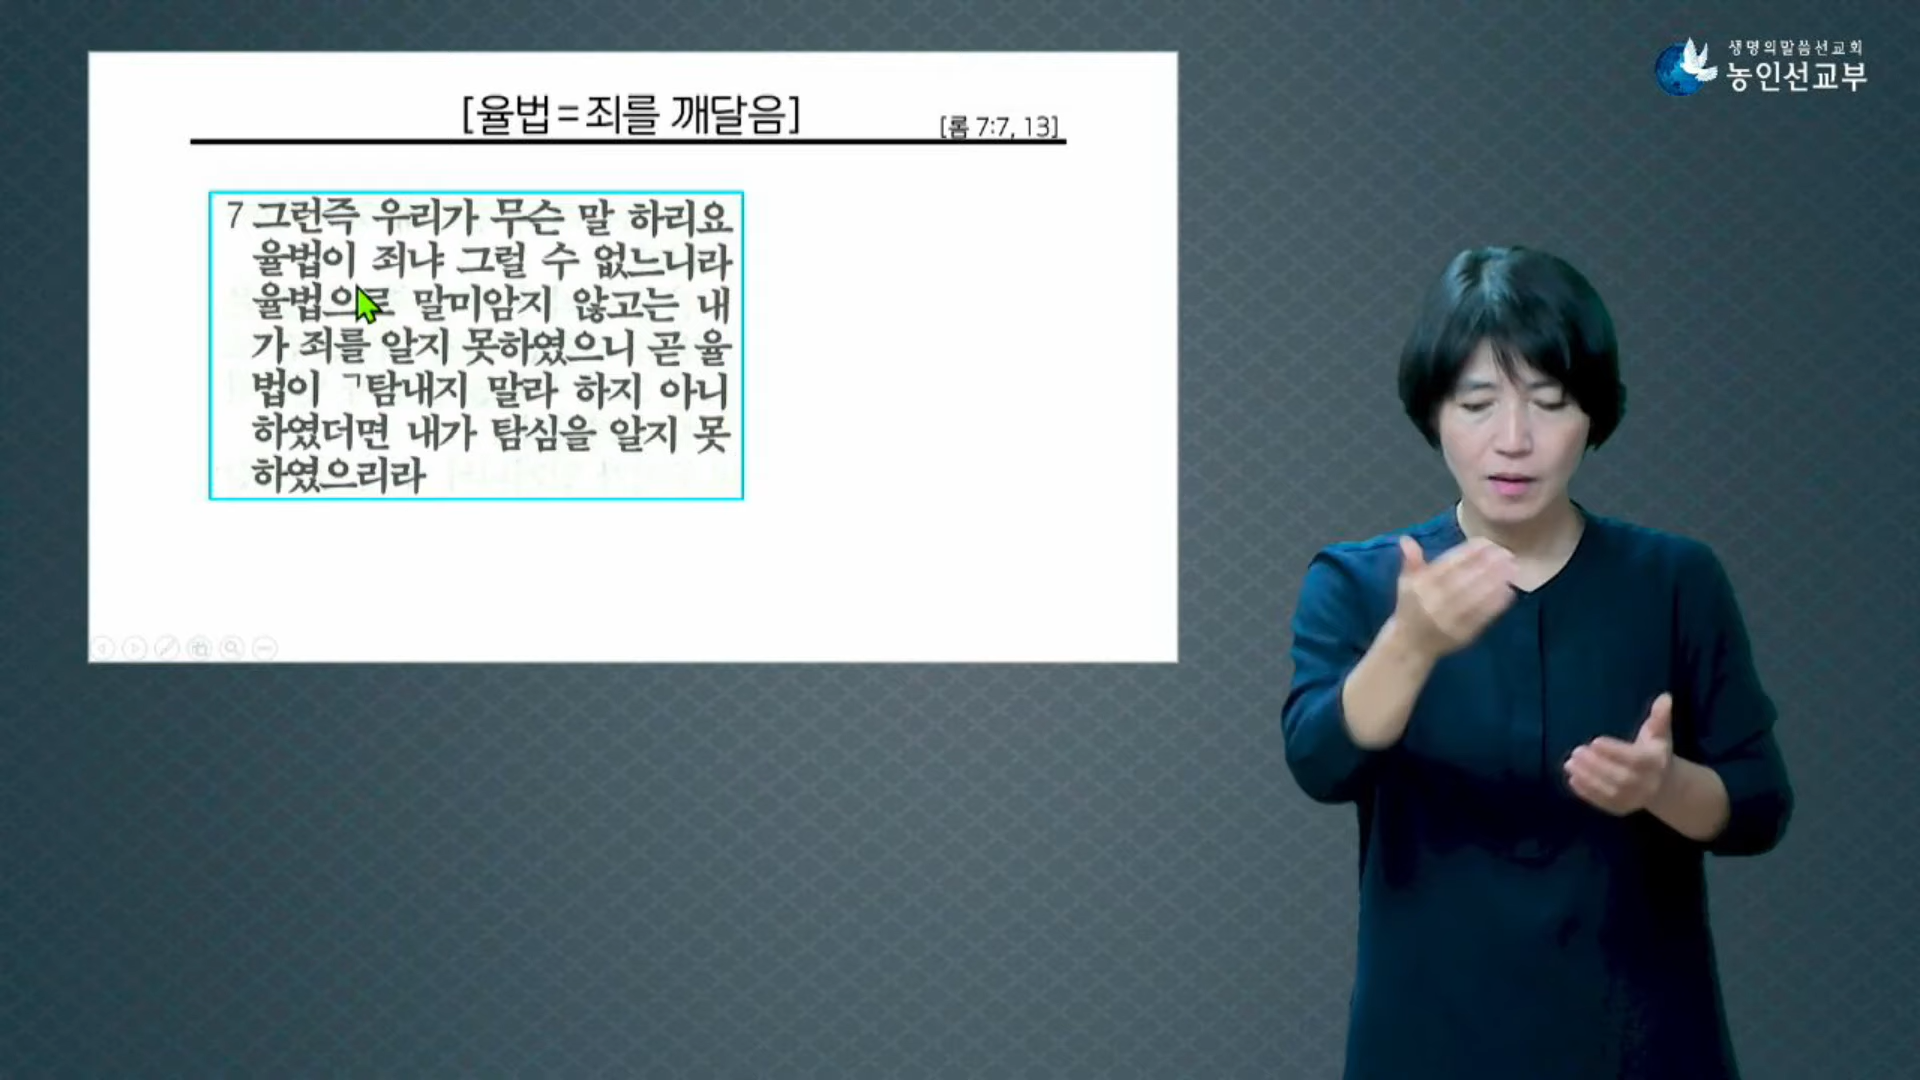 [율법=죄를 깨달음]
[롬 7:7, 13]
7 그런즉 우리가 무슨 말 하리요
율법이 죄냐 그럴 수 없느니라
율법으로 말미암지 않고는 내
가 죄를 알지 못하였으니 곧 율
법이 ㄱ탐내지 말라 하지 아니
하였더면 내가 탐심을 알지 못
하였으리라
생명의말씀선교회
농인선교부